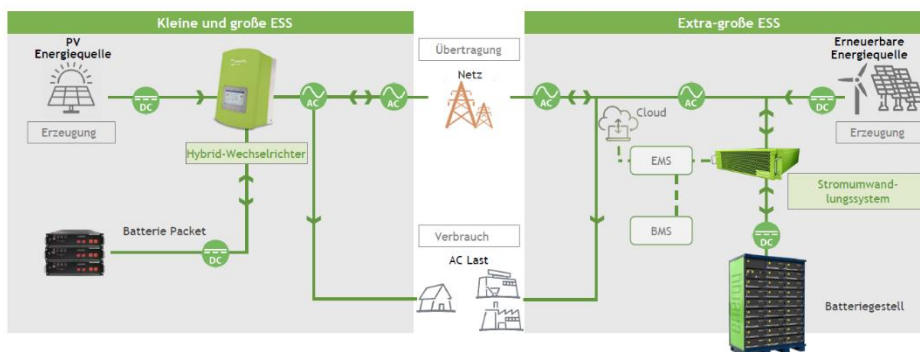 Kleine und große ESS
Extra-große ESS
PV
Energiequelle
DC
Erzeugung
Hybrid-Wechselrichter
AC
AC
Batterie Packet
DC
Übertragung
Netz
Verbrauch
AC Last
AC
Cloud
EMS
BMS
AC
DC
Erneuerbare
Energiequelle
Erzeugung
Stromumwand-
lungssystem
DC
Batteriegestell